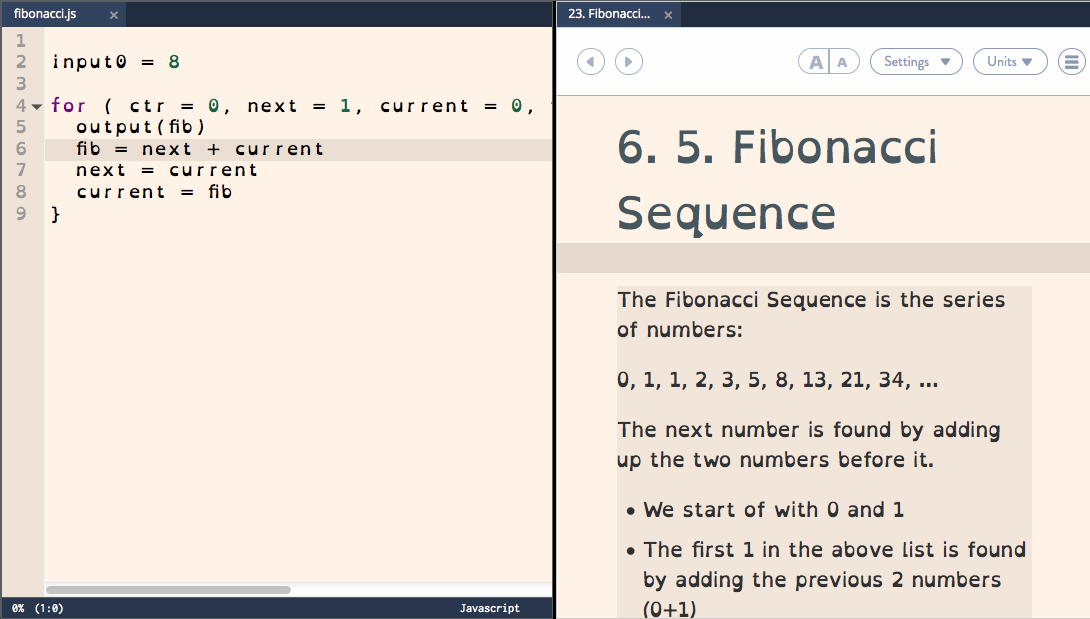 fibonacci.js ×
23. Fibonacci... ×
1
2 input0 = 8
3
4 for ( ctr = 0, next = 1, current = 0,
5 output(fib)
6 fib = next + current
7 next = current
8 current = fib
9 }
0% (1:0) Javascript
A A Settings Units
6. 5. Fibonacci
Sequence
The Fibonacci Sequence is the series
of numbers:
0, 1, 1, 2, 3, 5, 8, 13, 21, 34, ...
The next number is found by adding
up the two numbers before it.
• We start of with 0 and 1
• The first 1 in the above list is found
by adding the previous 2 numbers
(0+1)